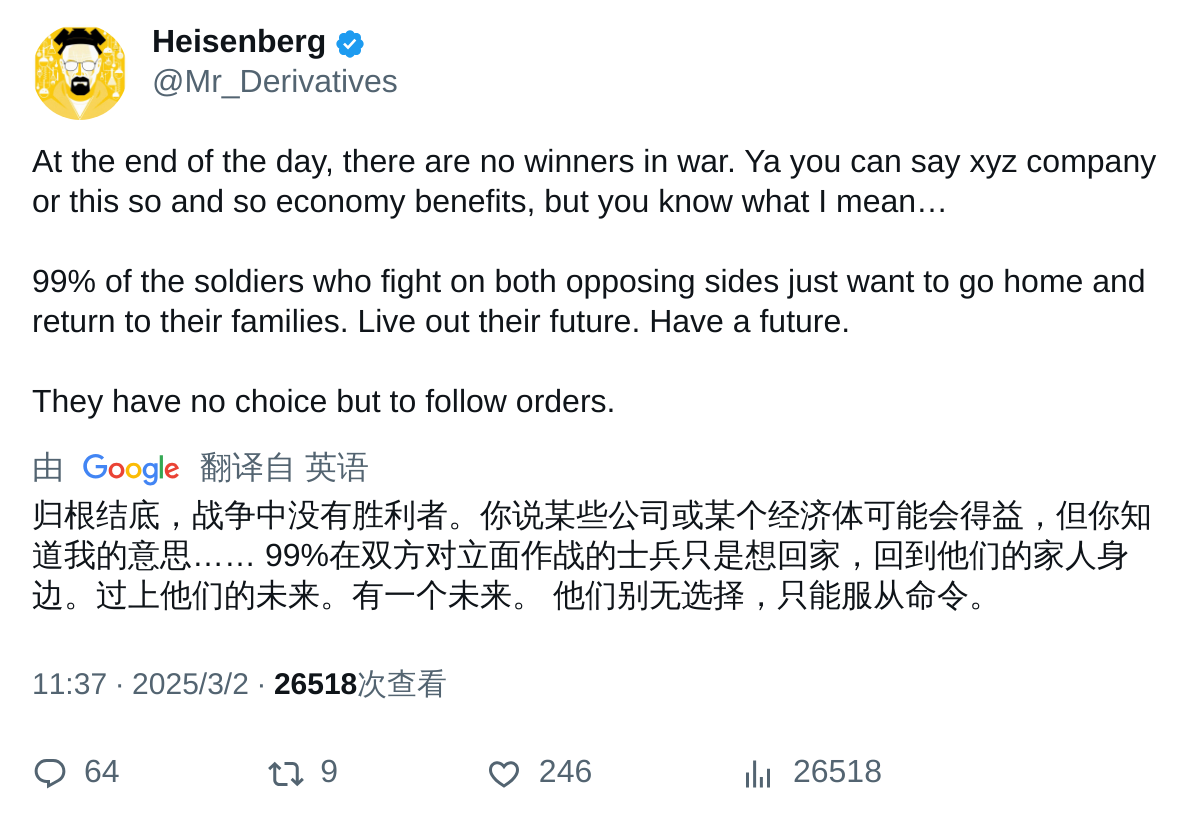 Heisenberg
@Mr_Derivatives
At the end of the day, there are no winners in war. Ya you can say xyz company
or this so and so economy benefits, but you know what I mean…
99% of the soldiers who fight on both opposing sides just want to go home and
return to their families. Live out their future. Have a future.
They have no choice but to follow orders.
由 Google 翻译自 英语
归根结底，战争中没有胜利者。你说某些公司或某个经济体可能会得益，但你知
道我的意思…… 99%在双方对立面作战的士兵只是想回家，回到他们的家人身
边。过上他们的未来。有一个未来。 他们别无选择，只能服从命令。
11:37 · 2025/3/2 · 26518次查看
64 9 246 26518